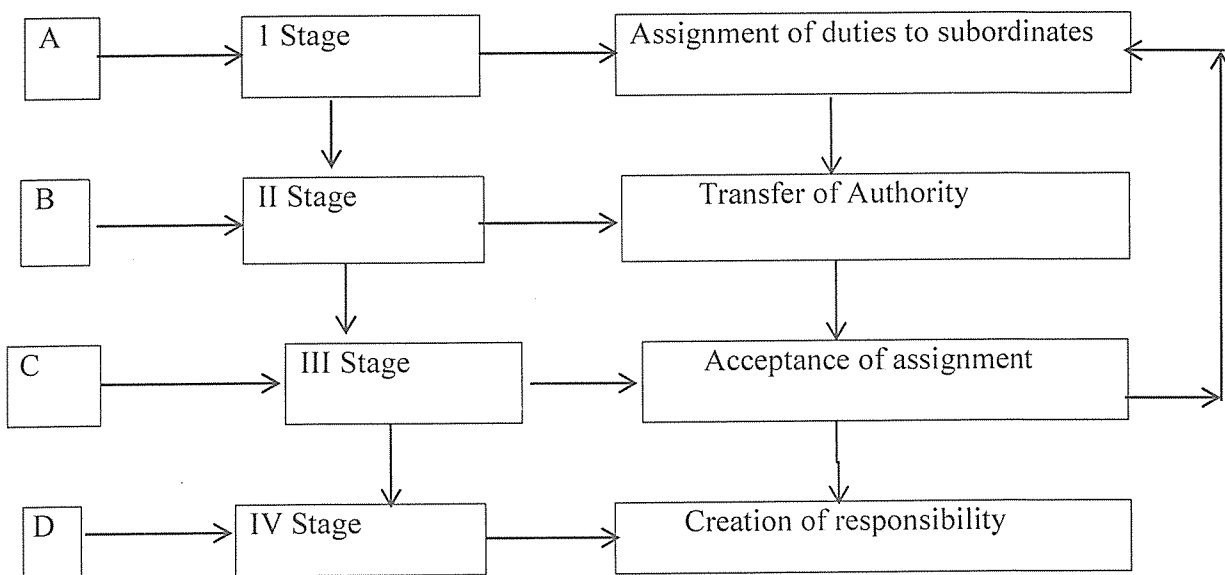 A
1 Stage
Assignment of duties to subordinates
B
II Stage
Transfer of Authority
C
III Stage
Acceptance of assignment
D
IV Stage
Creation of responsibility